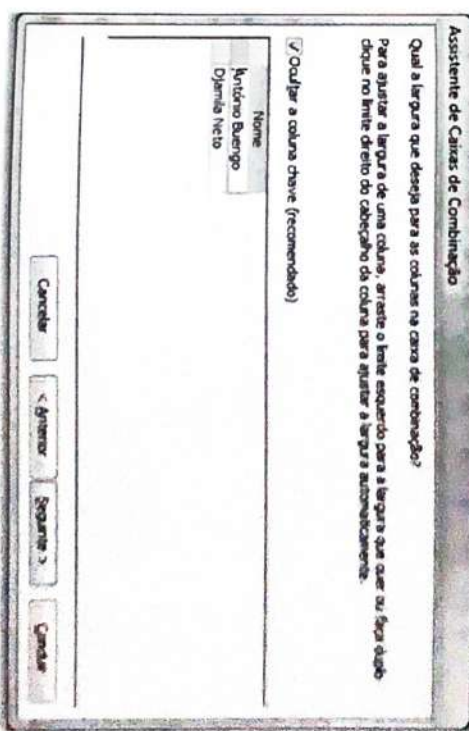 Assistente de Caixas de Combinação
Qual a largura que deseja para as colunas na caixa de combinação?
Para ajustar a largura de uma coluna, arraste o limite esquerdo para a largura que quer ou faça duplo
clique no limite direito do cabeçalho da coluna para ajustar a largura automaticamente.
Ocultar a coluna chave (recomendado)
Nome
António Buengo
Djamila Neto
Cancelar
< Anterior
Seguinte >
Concluir